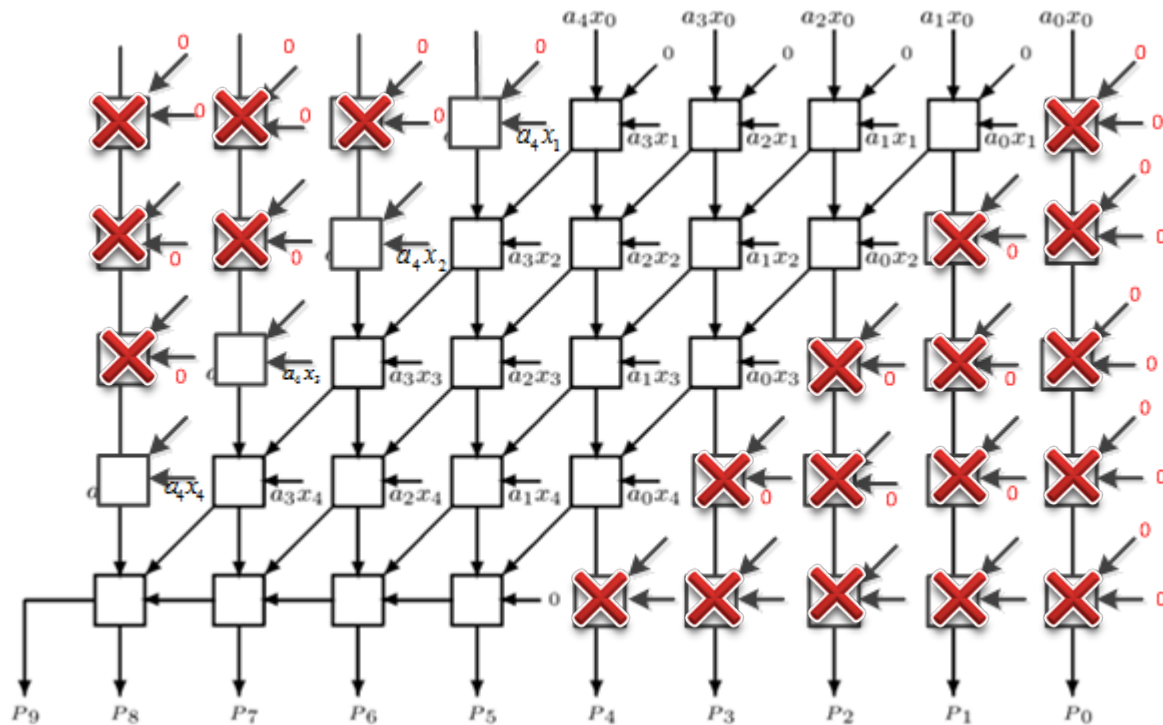 a₄x₀ a₃x₀ a₂x₀ a₁x₀ a₀x₀
0 0 0 0 0 0 0 0 0
0 0 0 a₄x₁ a₃x₁ a₂x₁ a₁x₁ a₀x₁ 0
0
a₄x₂ a₃x₂ a₂x₂ a₁x₂ a₀x₂ 0
0 0 0
0
a₄x₃ a₃x₃ a₂x₃ a₁x₃ a₀x₃ 0
0 0 0
0
a₄x₄ a₃x₄ a₂x₄ a₁x₄ a₀x₄ 0
0 0 0
0
0 0
P₉ P₈ P₇ P₆ P₅ P₄ P₃ P₂ P₁ P₀